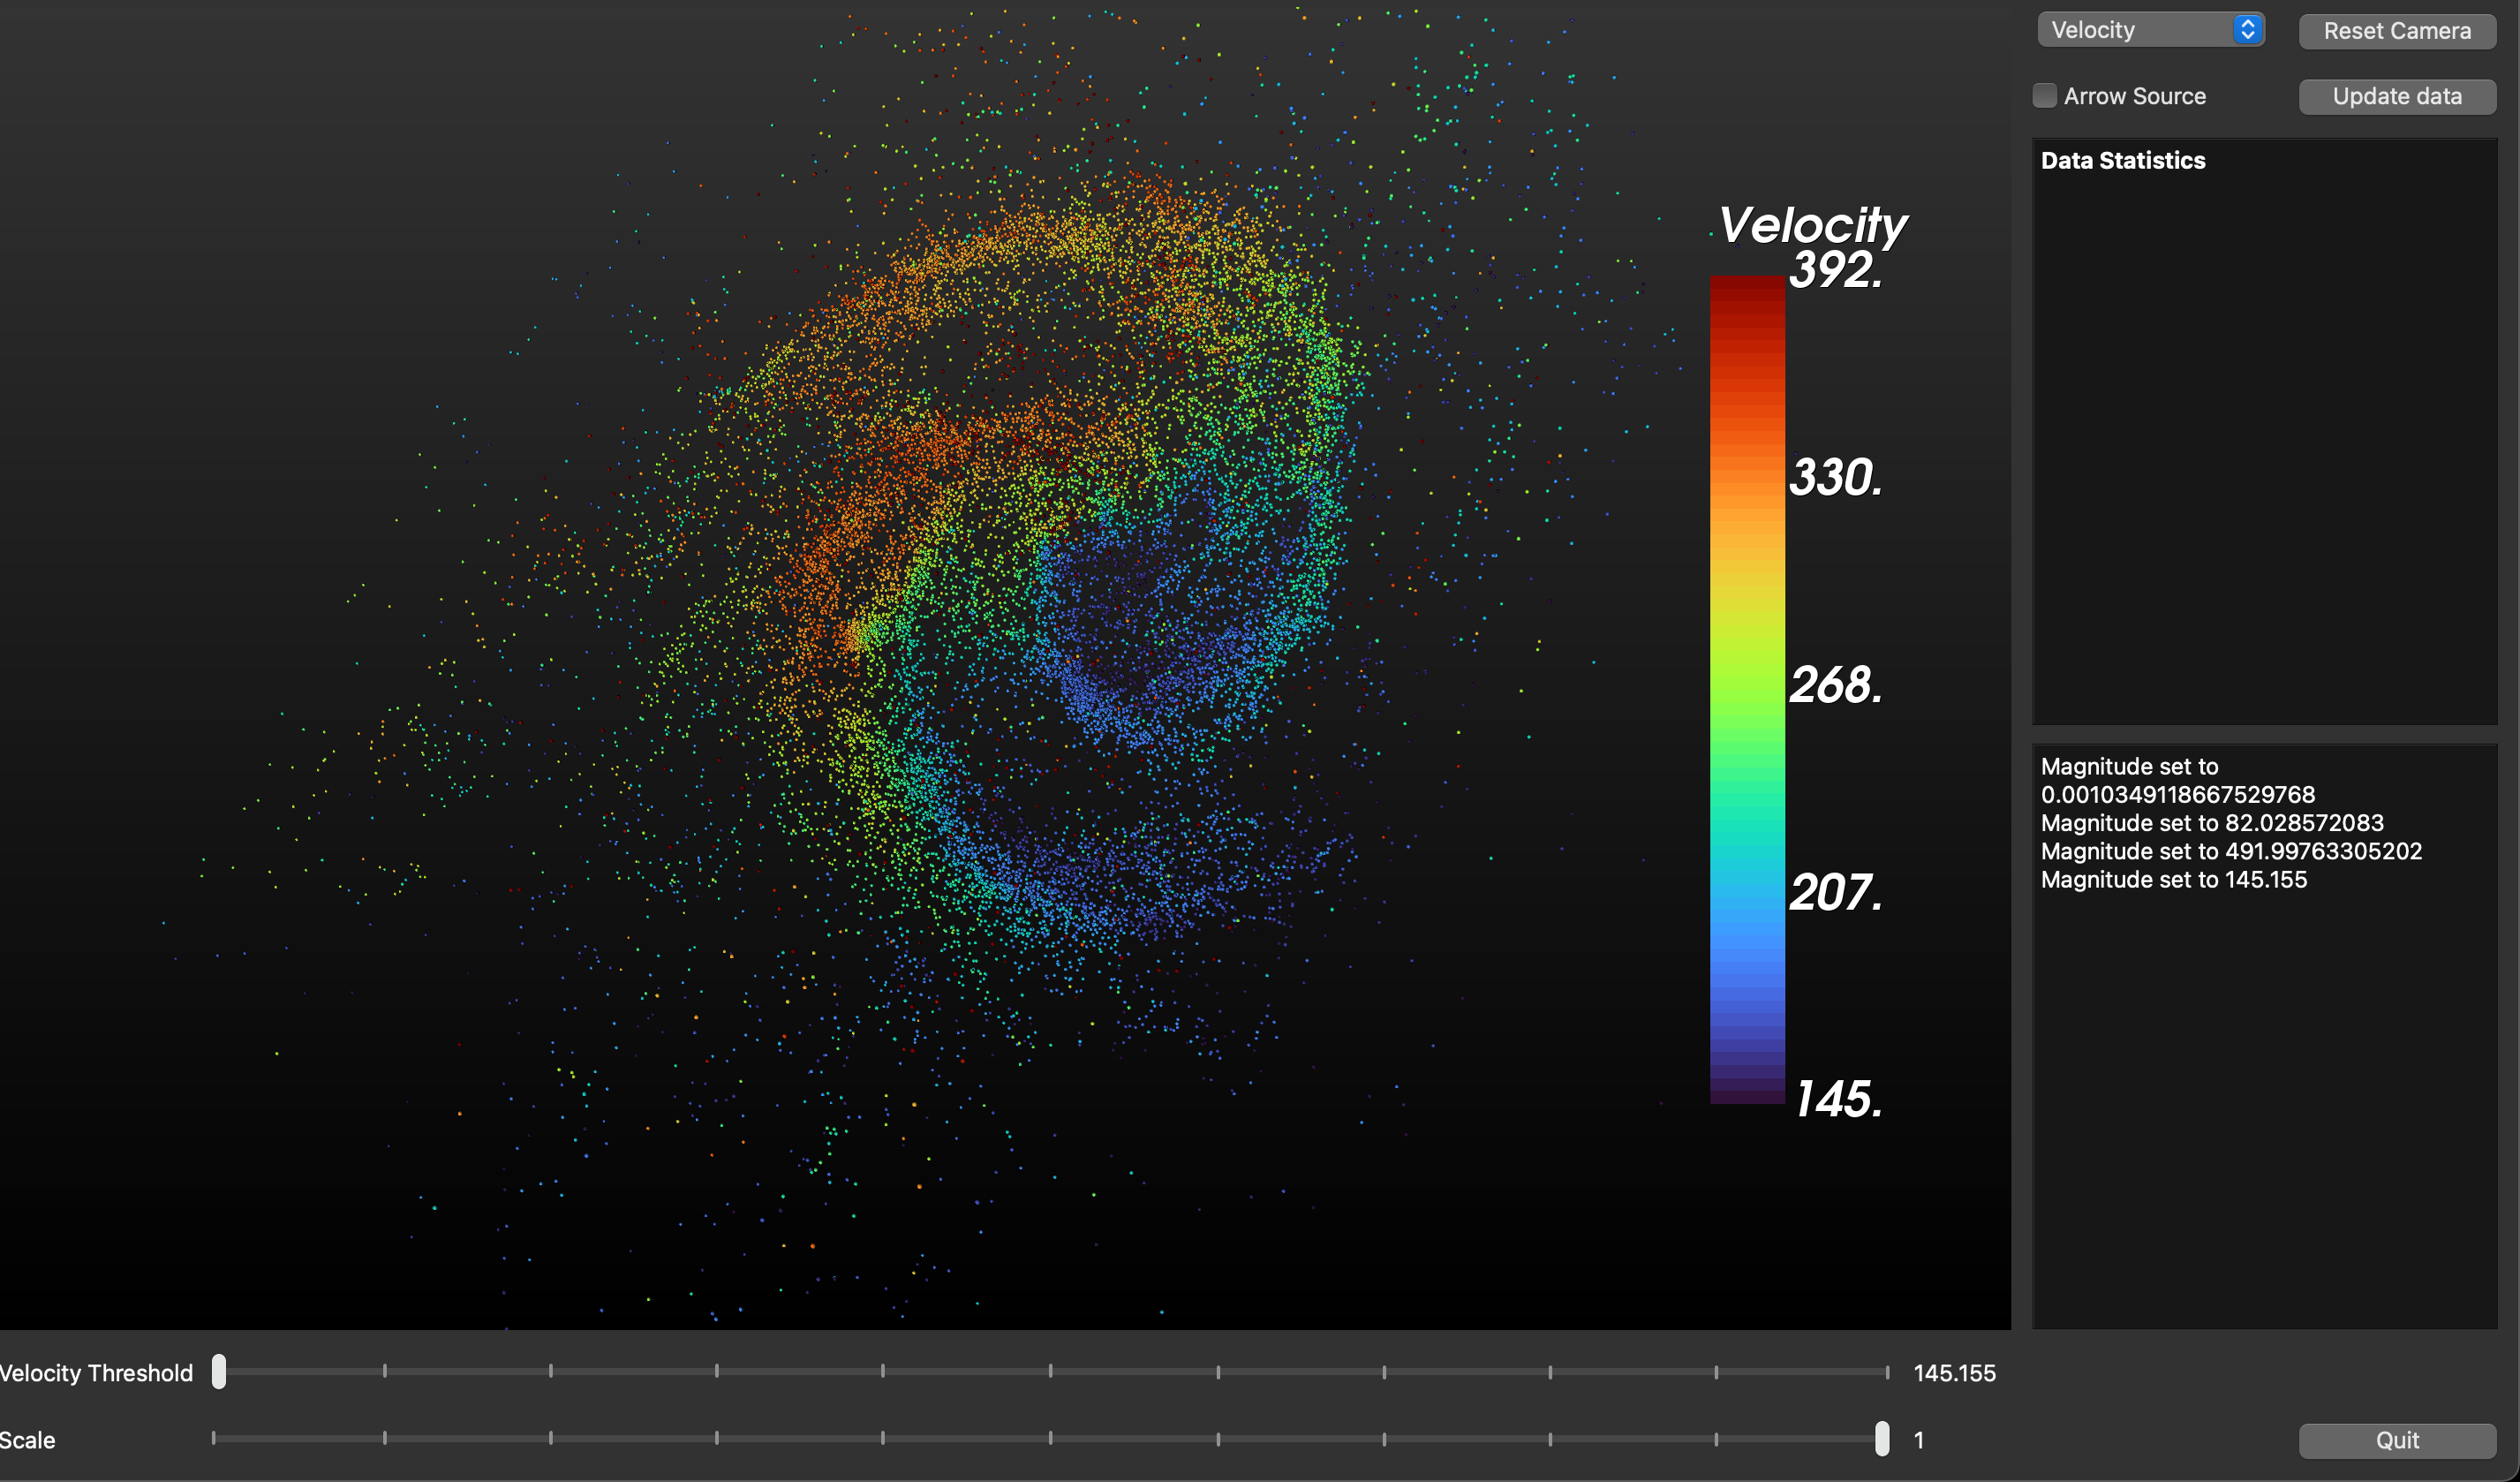 Velocity
Reset Camera
Arrow Source
Update data
Data Statistics
Velocity
392.
330.
268.
207.
145.
Magnitude set to
0.0010349118667529768
Magnitude set to 82.028572083
Magnitude set to 491.99763305202
Magnitude set to 145.155
Velocity Threshold
145.155
Scale
1
Quit